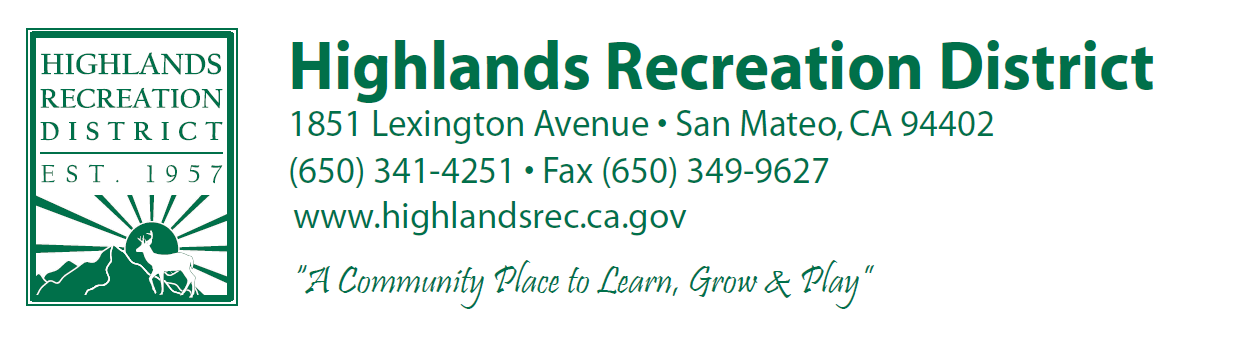 HIGHLANDS
RECREATION
DISTRICT
EST. 1957
Highlands Recreation District
1851 Lexington Avenue • San Mateo, CA 94402
(650) 341-4251 • Fax (650) 349-9627
www.highlandsrec.ca.gov
"A Community Place to Learn, Grow & Play"